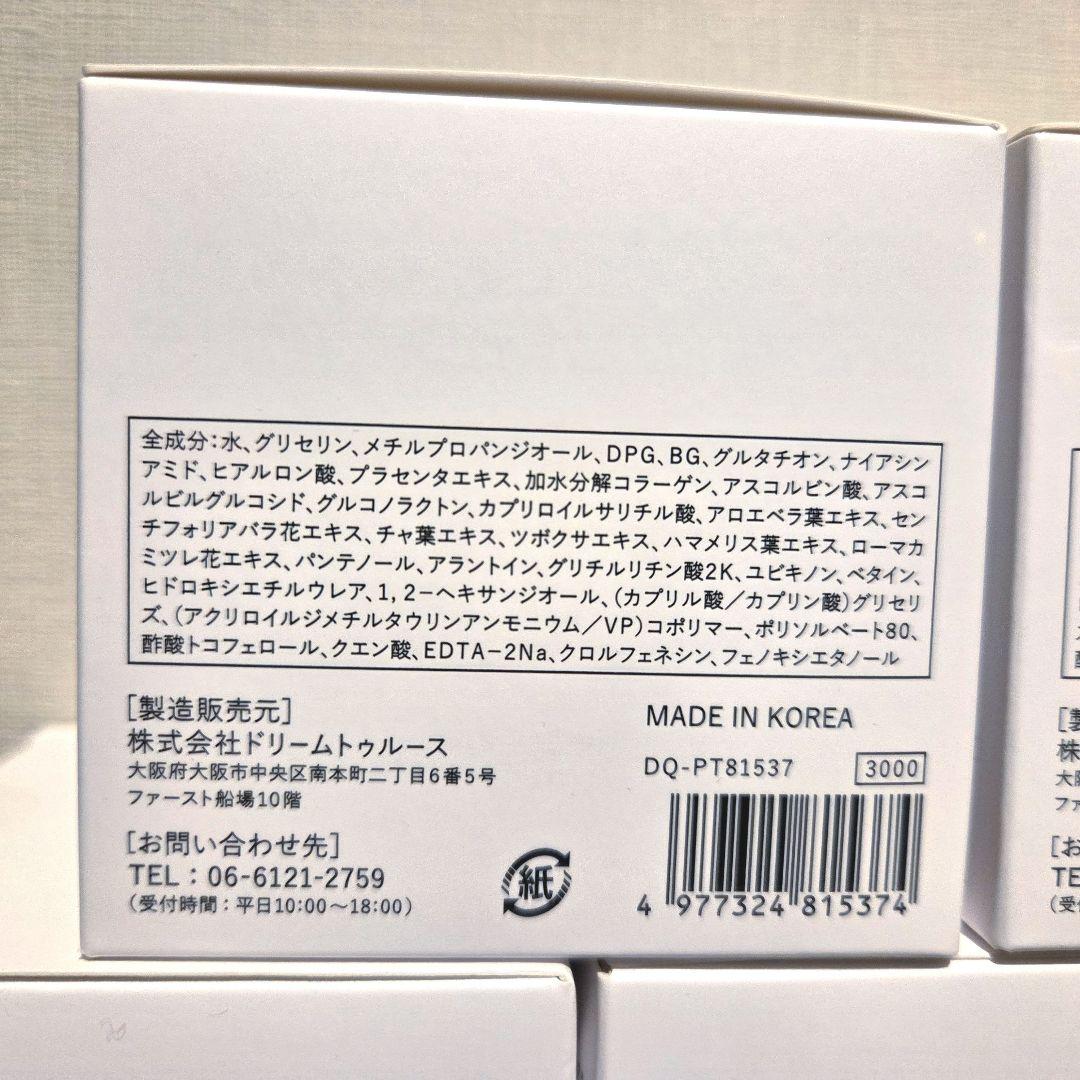 全成分：水、グリセリン、メチルプロパンジオール、DPG、BG、グルタチオン、ナイアシン
アミド、ヒアルロン酸、プラセンタエキス、加水分解コラーゲン、アスコルビン酸、アスコ
ルビルグルコシド、グルコノラクトン、カプリロイルサリチル酸、アロエベラ葉エキス、セン
チフォリアバラ花エキス、チャ葉エキス、ツボクサエキス、ハマメリス葉エキス、ローマカ
ミツレ花エキス、パンテノール、アラントイン、グリチルリチン酸2K、ユビキノン、ベタイン、
ヒドロキシエチルウレア、1，2－ヘキサンジオール、（カプリル酸／カプリン酸）グリセリ
ズ、（アクリロイルジメチルタウリンアンモニウム／VP）コポリマー、ポリソルベート80、
酢酸トコフェロール、クエン酸、EDTA－2Na、クロルフェネシン、フェノキシエタノール
［製造販売元］
株式会社ドリームトゥルース
大阪府大阪市中央区南本町二丁目6番5号
ファースト船場10階
［お問い合わせ先］
TEL：06-6121-2759
（受付時間：平日10:00～18:00）
紙
MADE IN KOREA
DQ-PT81537 3000
4 977324 815374
［製
株
大
ファ
［お
TE
（受